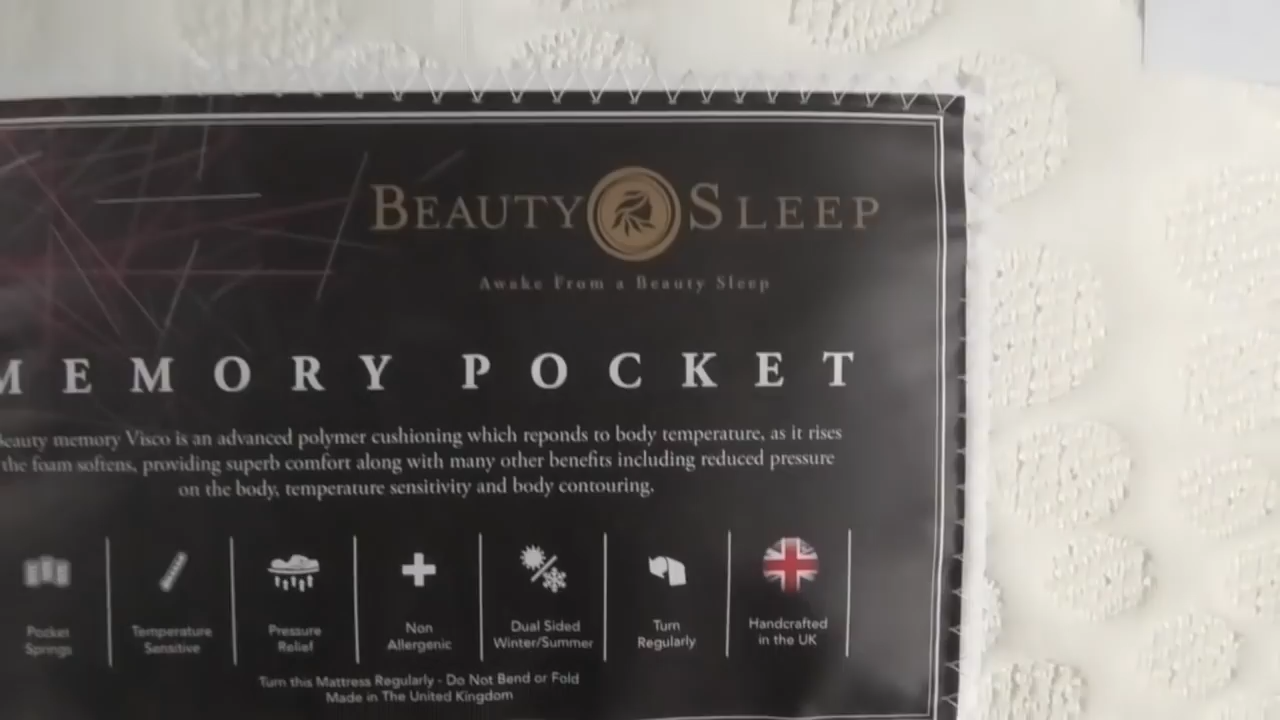 BEAUTY SLEEP
Awake From a Beauty Sleep
MEMORY POCKET
Beauty memory Visco is an advanced polymer cushioning which reponds to body temperature, as it rises
the foam softens, providing superb comfort along with many other benefits including reduced pressure
on the body, temperature sensitivity and body contouring.
Pocket
Springs
Temperature
Sensitive
Pressure
Relief
Non
Allergenic
Dual Sided
Winter/Summer
Turn
Regularly
Handcrafted
in the UK
Turn this Mattress Regularly - Do Not Bend or Fold
Made in The United Kingdom